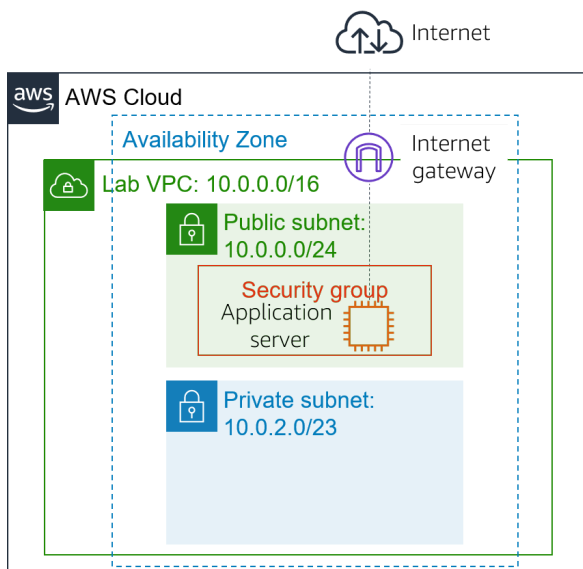 Internet
aws
AWS Cloud
Availability Zone
Internet
gateway
Lab VPC: 10.0.0.0/16
Public subnet:
10.0.0.0/24
Security group
Application
server
Private subnet:
10.0.2.0/23